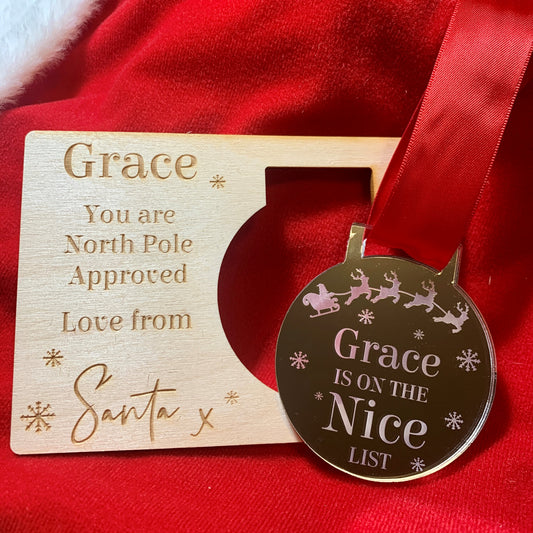 Grace
You are
North Pole
Approved
Love from
Santa x
Grace
IS ON THE
Nice
LIST